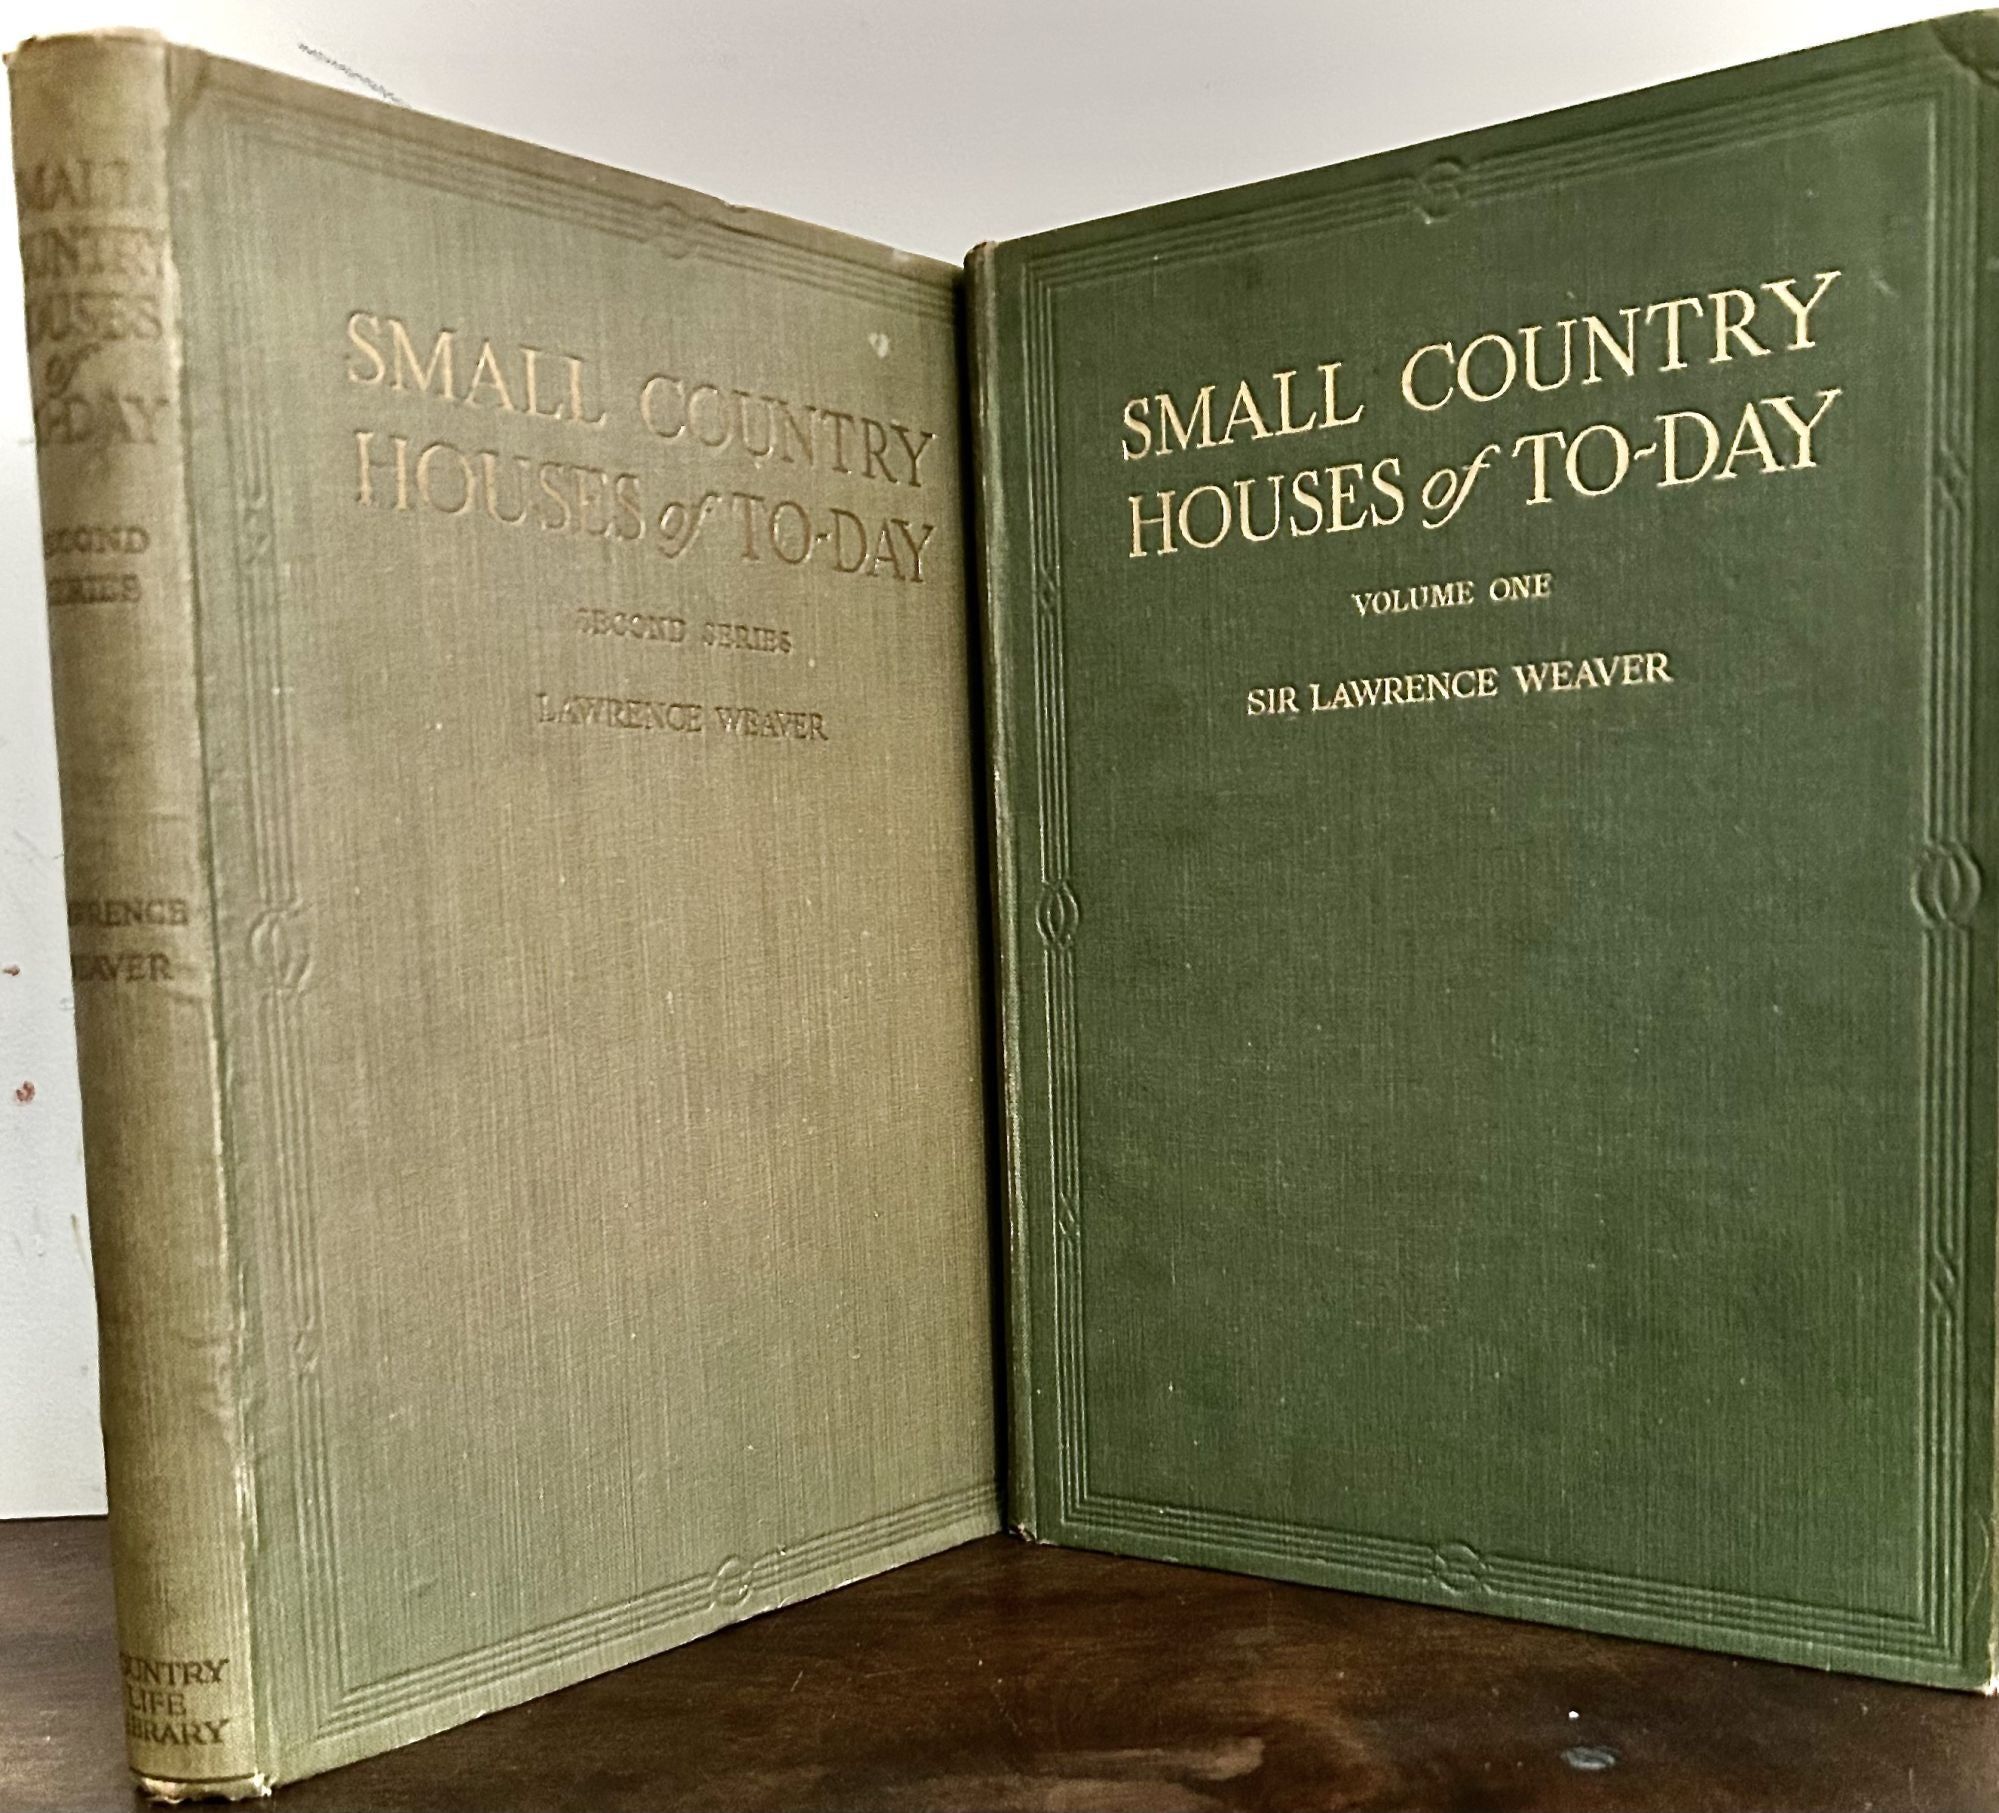 SMALL
COUNTRY
HOUSES
of
TO-DAY
SECOND
SERIES
LAWRENCE
WEAVER
COUNTRY
LIFE
LIBRARY
SMALL COUNTRY
HOUSES of TO-DAY
SECOND SERIES
LAWRENCE WEAVER
SMALL COUNTRY
HOUSES of TO-DAY
VOLUME ONE
SIR LAWRENCE WEAVER